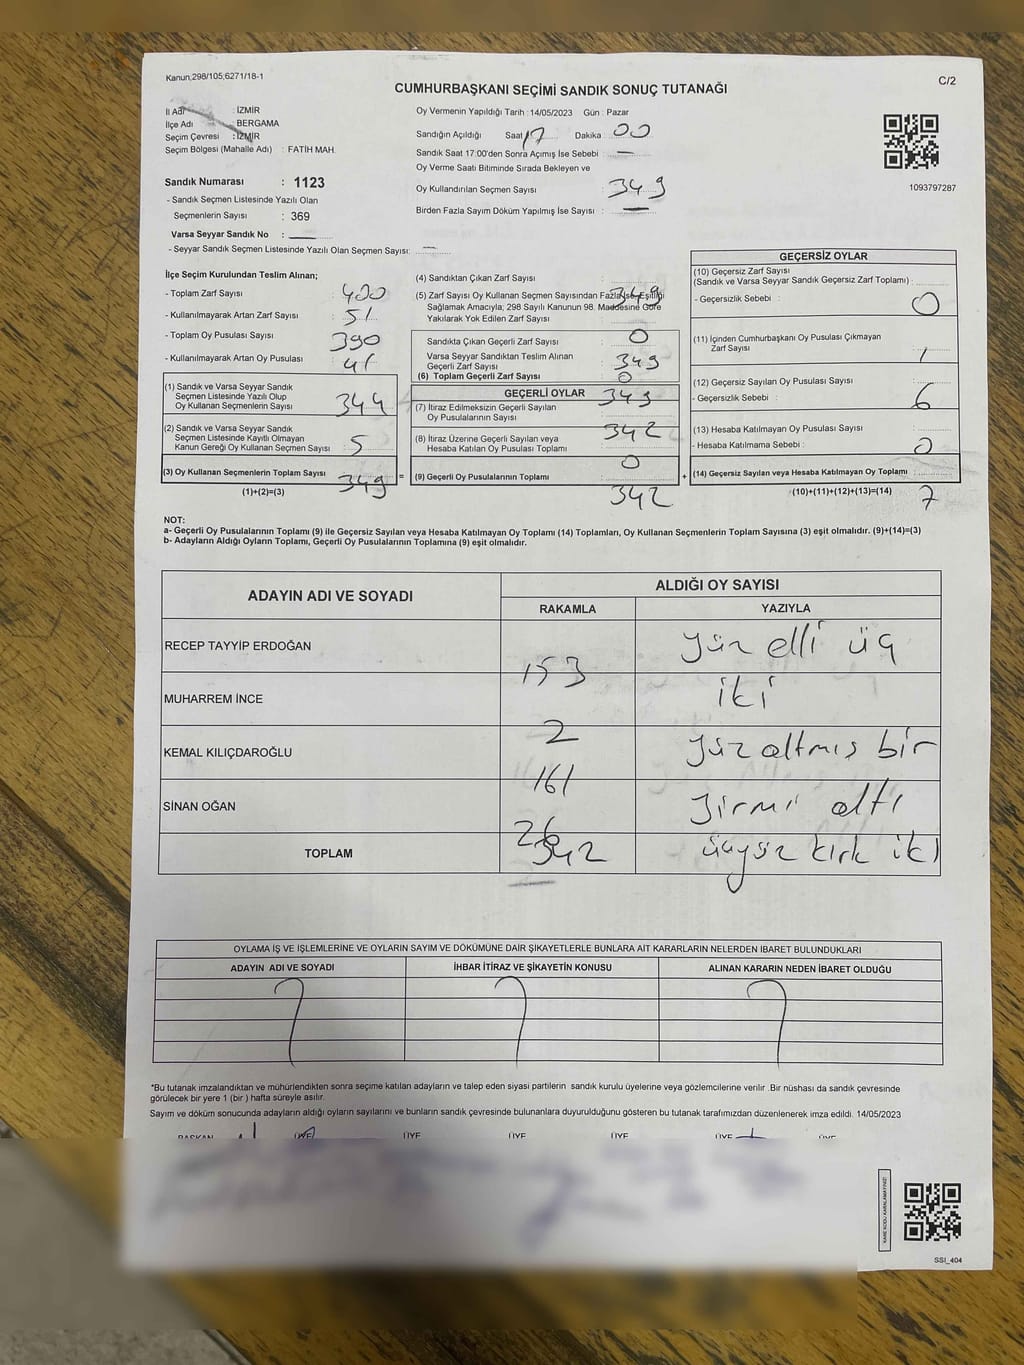 Kanun;298/105;6271/18-1
C/2
CUMHURBAŞKANI SEÇİMİ SANDIK SONUÇ TUTANAĞI
İl Adı : İZMİR
İlçe Adı : BERGAMA
Seçim Çevresi : İZMİR
Seçim Bölgesi (Mahalle Adı) : FATİH MAH.
Sandık Numarası : 1123
- Sandık Seçmen Listesinde Yazılı Olan
Seçmenlerin Sayısı : 369
Varsa Seyyar Sandık No :
- Seyyar Sandık Seçmen Listesinde Yazılı Olan Seçmen Sayısı: —
Oy Vermenin Yapıldığı Tarih : 14/05/2023 Gün : Pazar
Sandığın Açıldığı Saat 17 Dakika 00
Sandık Saat 17:00'den Sonra Açımış İse Sebebi : —
Oy Verme Saati Bitiminde Sırada Bekleyen ve
Oy Kullandırılan Seçmen Sayısı : 349
Birden Fazla Sayım Döküm Yapılmış İse Sayısı : —
1093797287
İlçe Seçim Kurulundan Teslim Alınan;
- Toplam Zarf Sayısı : 400
- Kullanılmayarak Artan Zarf Sayısı : 51
- Toplam Oy Pusulası Sayısı : 390
- Kullanılmayarak Artan Oy Pusulası : 41
(1) Sandık ve Varsa Seyyar Sandık
Seçmen Listesinde Yazılı Olup
Oy Kullanan Seçmenlerin Sayısı : 344
(2) Sandık ve Varsa Seyyar Sandık
Seçmen Listesinde Kayıtlı Olmayan
Kanun Gereği Oy Kullanan Seçmen Sayısı : 5
(3) Oy Kullanan Seçmenlerin Toplam Sayısı : 349
(1)+(2)=(3)
=
(4) Sandıktan Çıkan Zarf Sayısı :
349
(5) Zarf Sayısı Oy Kullanan Seçmen Sayısından Fazla İse, Eşitliği
Sağlamak Amacıyla; 298 Sayılı Kanunun 98. Maddesine Göre
Yakılarak Yok Edilen Zarf Sayısı :
0
Sandıkta Çıkan Geçerli Zarf Sayısı :
349
Varsa Seyyar Sandıktan Teslim Alınan
Geçerli Zarf Sayısı :
0
(6) Toplam Geçerli Zarf Sayısı :
349
GEÇERLİ OYLAR
(7) İtiraz Edilmeksizin Geçerli Sayılan
Oy Pusulalarının Sayısı :
342
(8) İtiraz Üzerine Geçerli Sayılan veya
Hesaba Katılan Oy Pusulası Toplamı :
0
(9) Geçerli Oy Pusulalarının Toplamı :
342
+
GEÇERSİZ OYLAR
(10) Geçersiz Zarf Sayısı
(Sandık ve Varsa Seyyar Sandık Geçersiz Zarf Toplamı) :
- Geçersizlik Sebebi : 0
(11) İçinden Cumhurbaşkanı Oy Pusulası Çıkmayan
Zarf Sayısı : 1
(12) Geçersiz Sayılan Oy Pusulası Sayısı :
- Geçersizlik Sebebi : 6
(13) Hesaba Katılmayan Oy Pusulası Sayısı :
- Hesaba Katılmama Sebebi : 0
(14) Geçersiz Sayılan veya Hesaba Katılmayan Oy Toplamı :
(10)+(11)+(12)+(13)=(14) 7
NOT:
a- Geçerli Oy Pusulalarının Toplamı (9) ile Geçersiz Sayılan veya Hesaba Katılmayan Oy Toplamı (14) Toplamları, Oy Kullanan Seçmenlerin Toplam Sayısına (3) eşit olmalıdır. (9)+(14)=(3)
b- Adayların Aldığı Oyların Toplamı, Geçerli Oy Pusulalarının Toplamına (9) eşit olmalıdır.
ADAYIN ADI VE SOYADI
ALDIĞI OY SAYISI
RAKAMLA YAZIYLA
RECEP TAYYİP ERDOĞAN 153 yüz elli üç
MUHARREM İNCE 2 iki
KEMAL KILIÇDAROĞLU 161 yüz altmış bir
SİNAN OĞAN 26 yirmi altı
TOPLAM 342 üçyüz kırk iki
OYLAMA İŞ VE İŞLEMLERİNE VE OYLARIN SAYIM VE DÖKÜMÜNE DAİR ŞİKAYETLERLE BUNLARA AİT KARARLARIN NELERDEN İBARET BULUNDUKLARI
ADAYIN ADI VE SOYADI İHBAR İTİRAZ VE ŞİKAYETİN KONUSU ALINAN KARARIN NEDEN İBARET OLDUĞU
*Bu tutanak imzalandıktan ve mühürlendikten sonra seçime katılan adayların ve talep eden siyasi partilerin sandık kurulu üyelerine veya gözlemcilerine verilir .Bir nüshası da sandık çevresinde
görülecek bir yere 1 (bir ) hafta süreyle asılır.
Sayım ve döküm sonucunda adayların aldığı oyların sayılarını ve bunların sandık çevresinde bulunanlara duyurulduğunu gösteren bu tutanak tarafımızdan düzenlenerek imza edildi. 14/05/2023
BAŞKAN ÜYE ÜYE ÜYE ÜYE ÜYE ÜYE
KARE KODU KARALAMAYINIZ!
SSİ_404